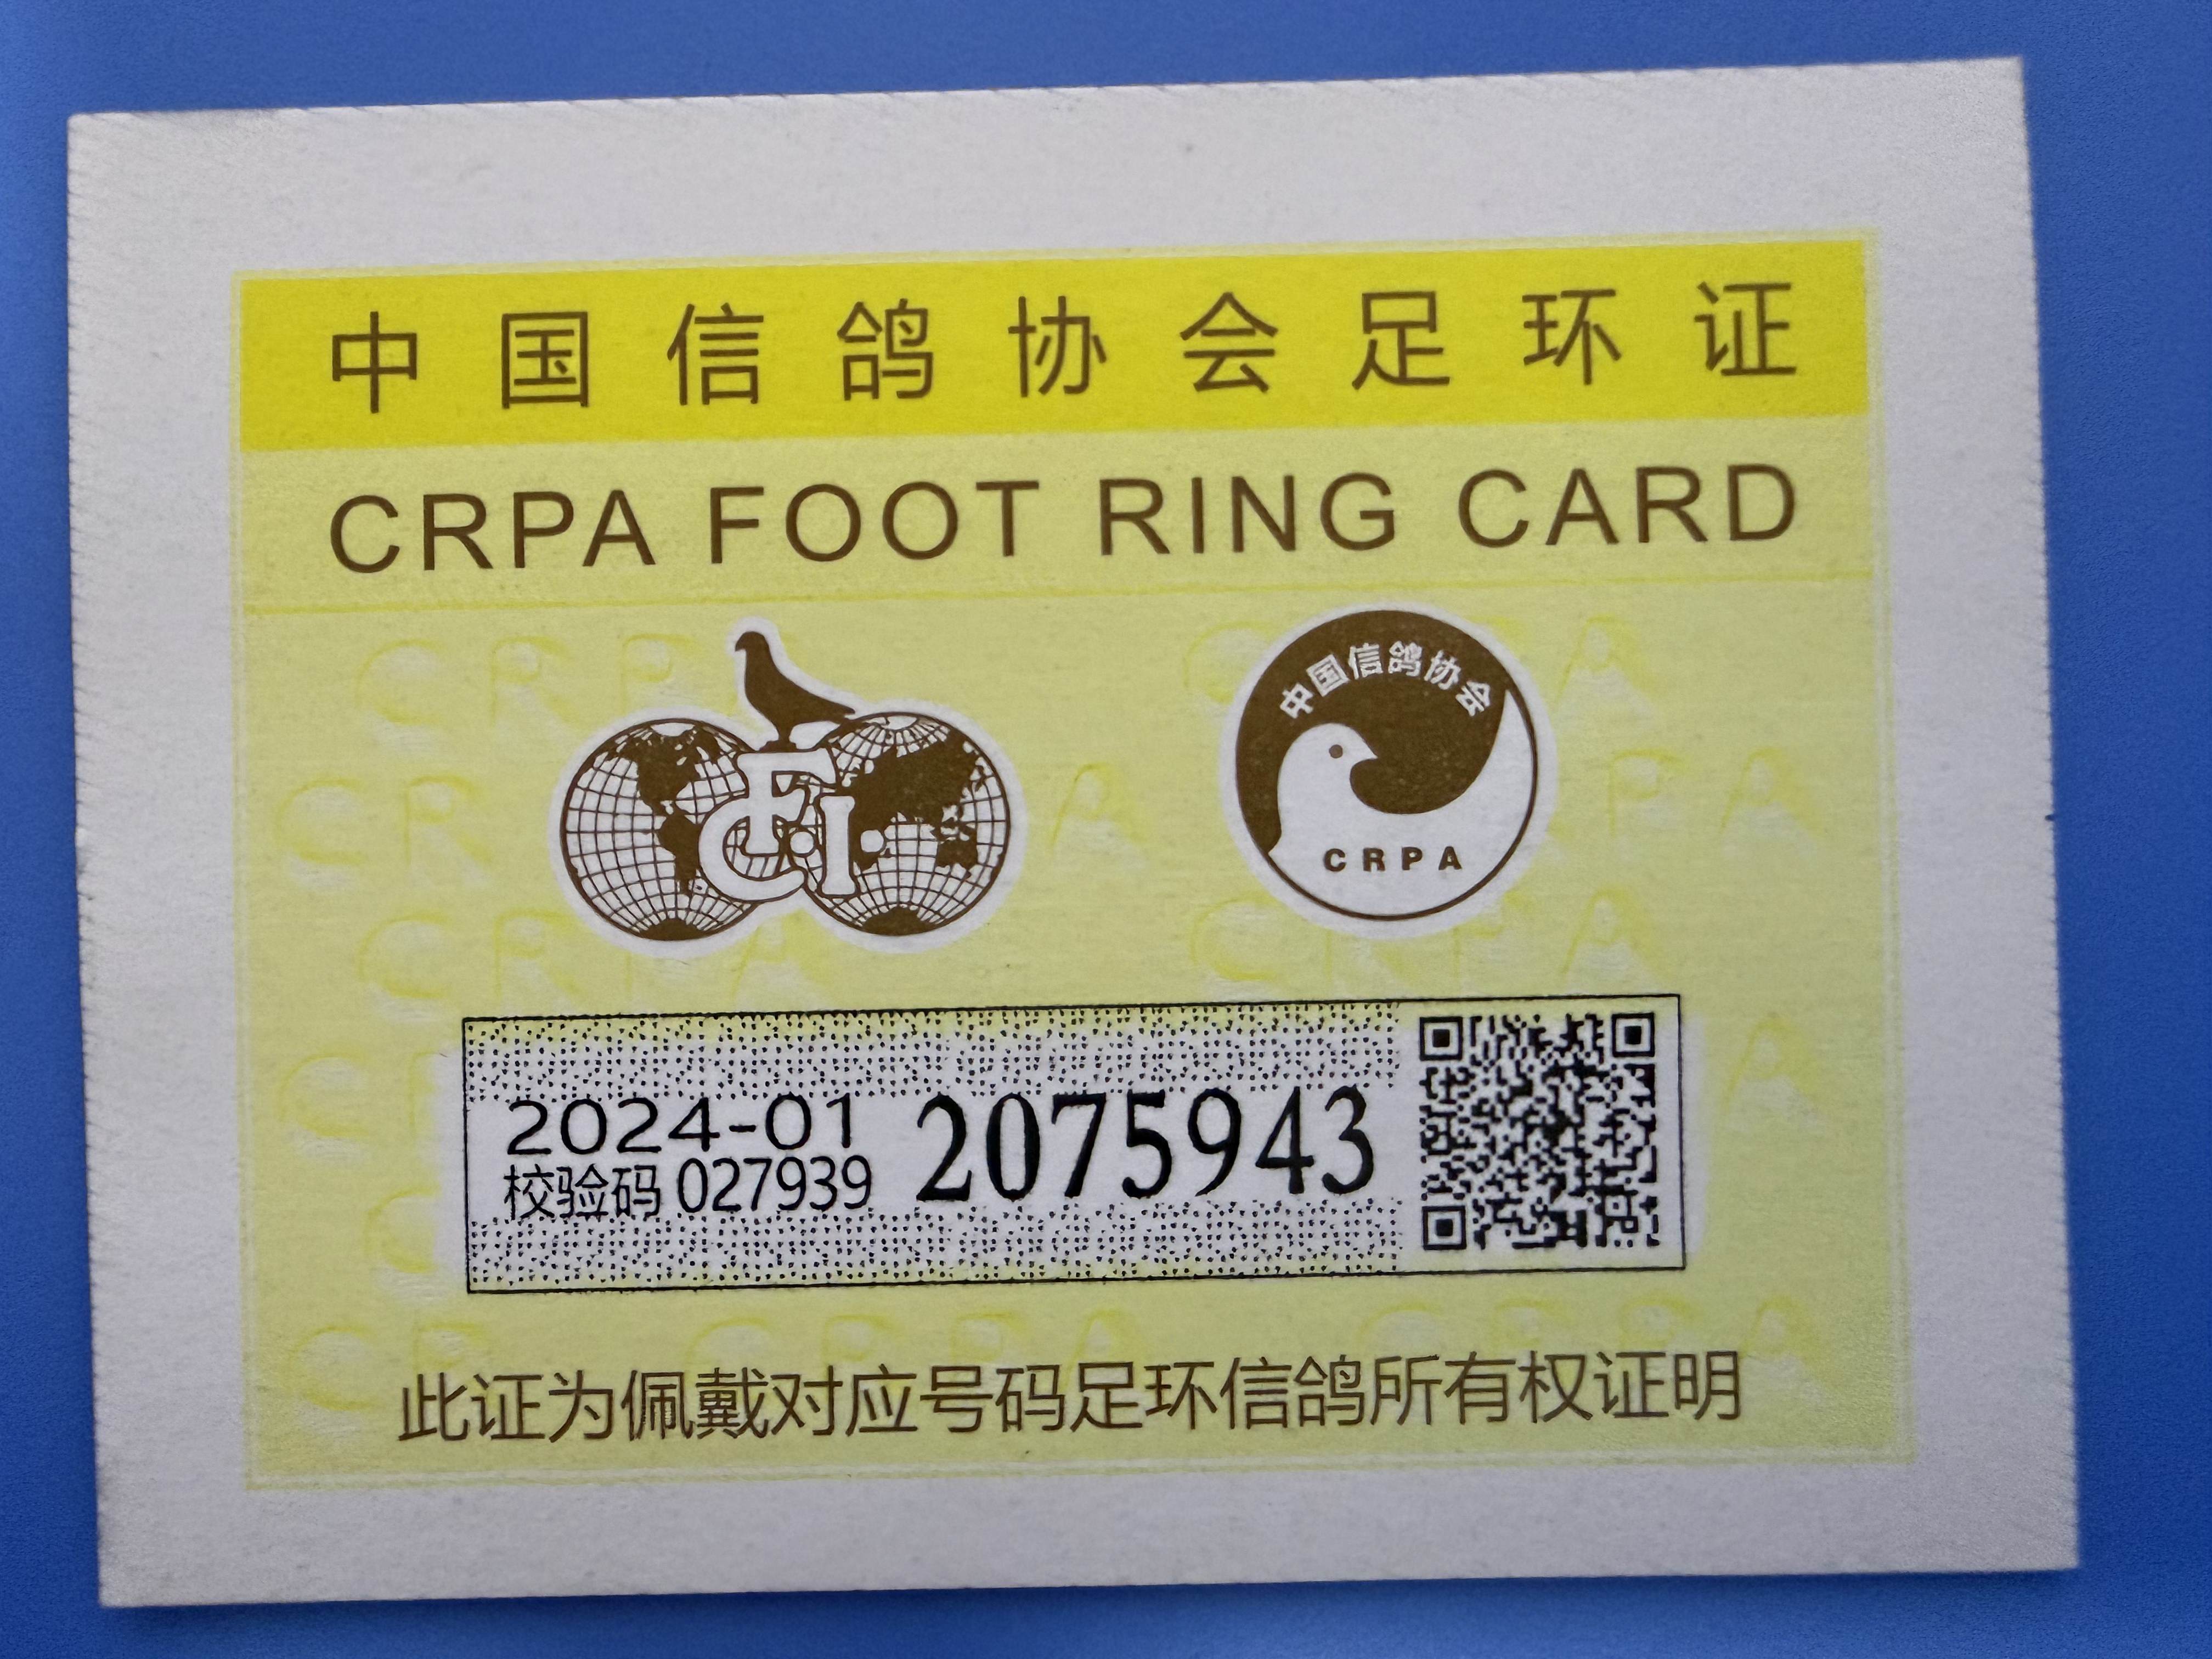 中国信鸽协会足环证
CRPA FOOT RING CARD
F.C.I.
中国信鸽协会
CRPA
2024-01 2075943
校验码 027939
此证为佩戴对应号码足环信鸽所有权证明